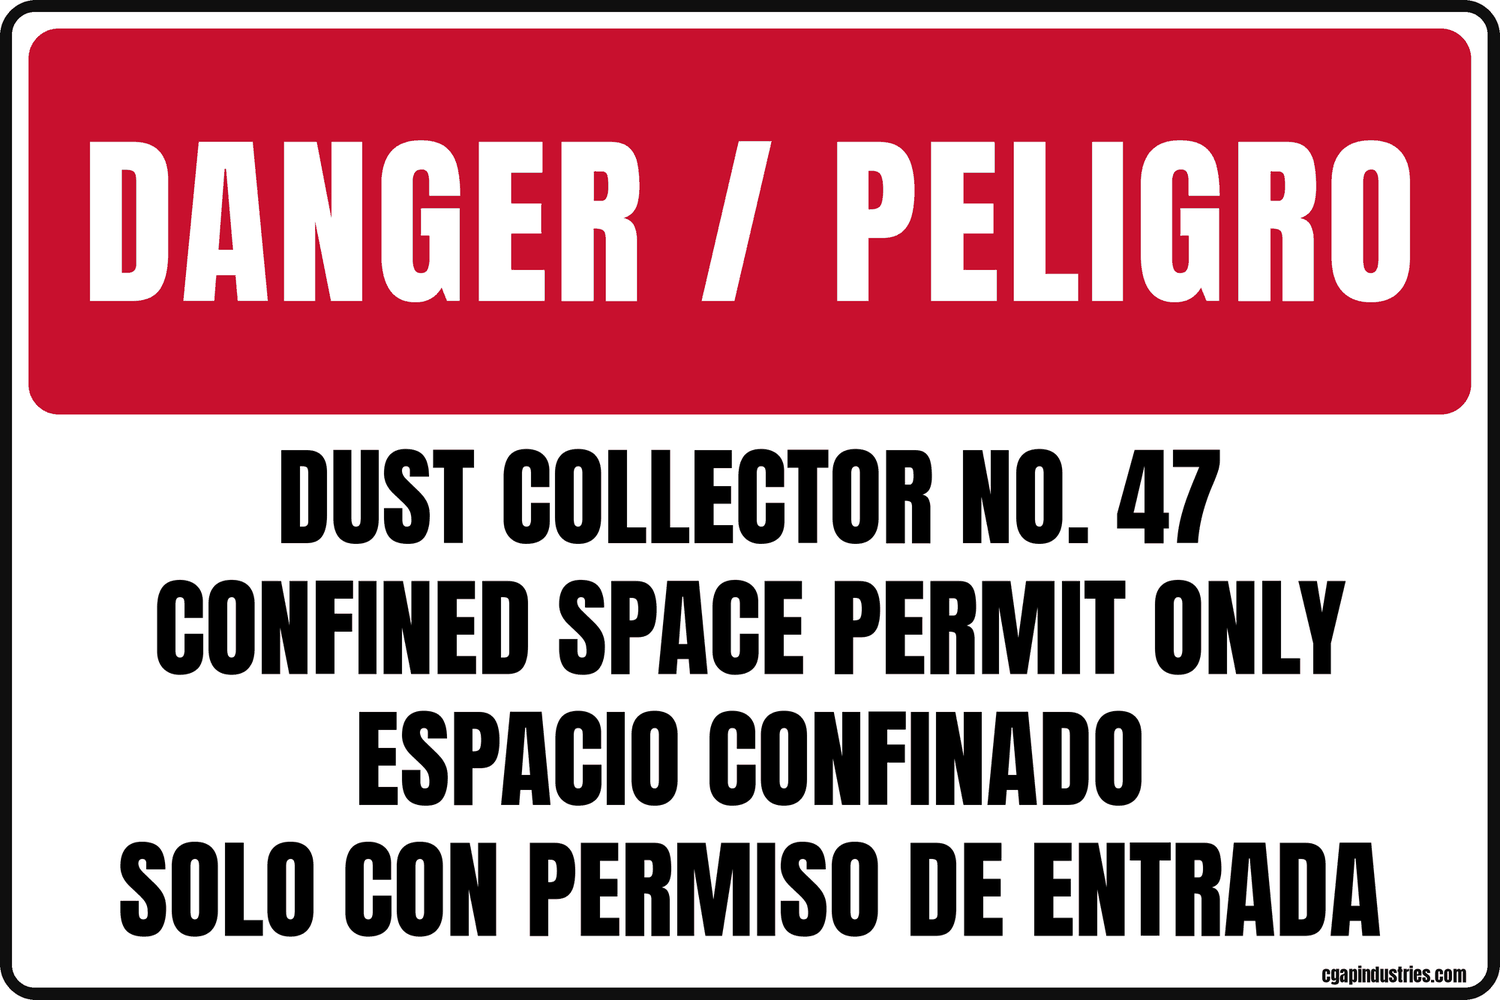 DANGER / PELIGRO
DUST COLLECTOR NO. 47
CONFINED SPACE PERMIT ONLY
ESPACIO CONFINADO
SOLO CON PERMISO DE ENTRADA
cgapindustries.com